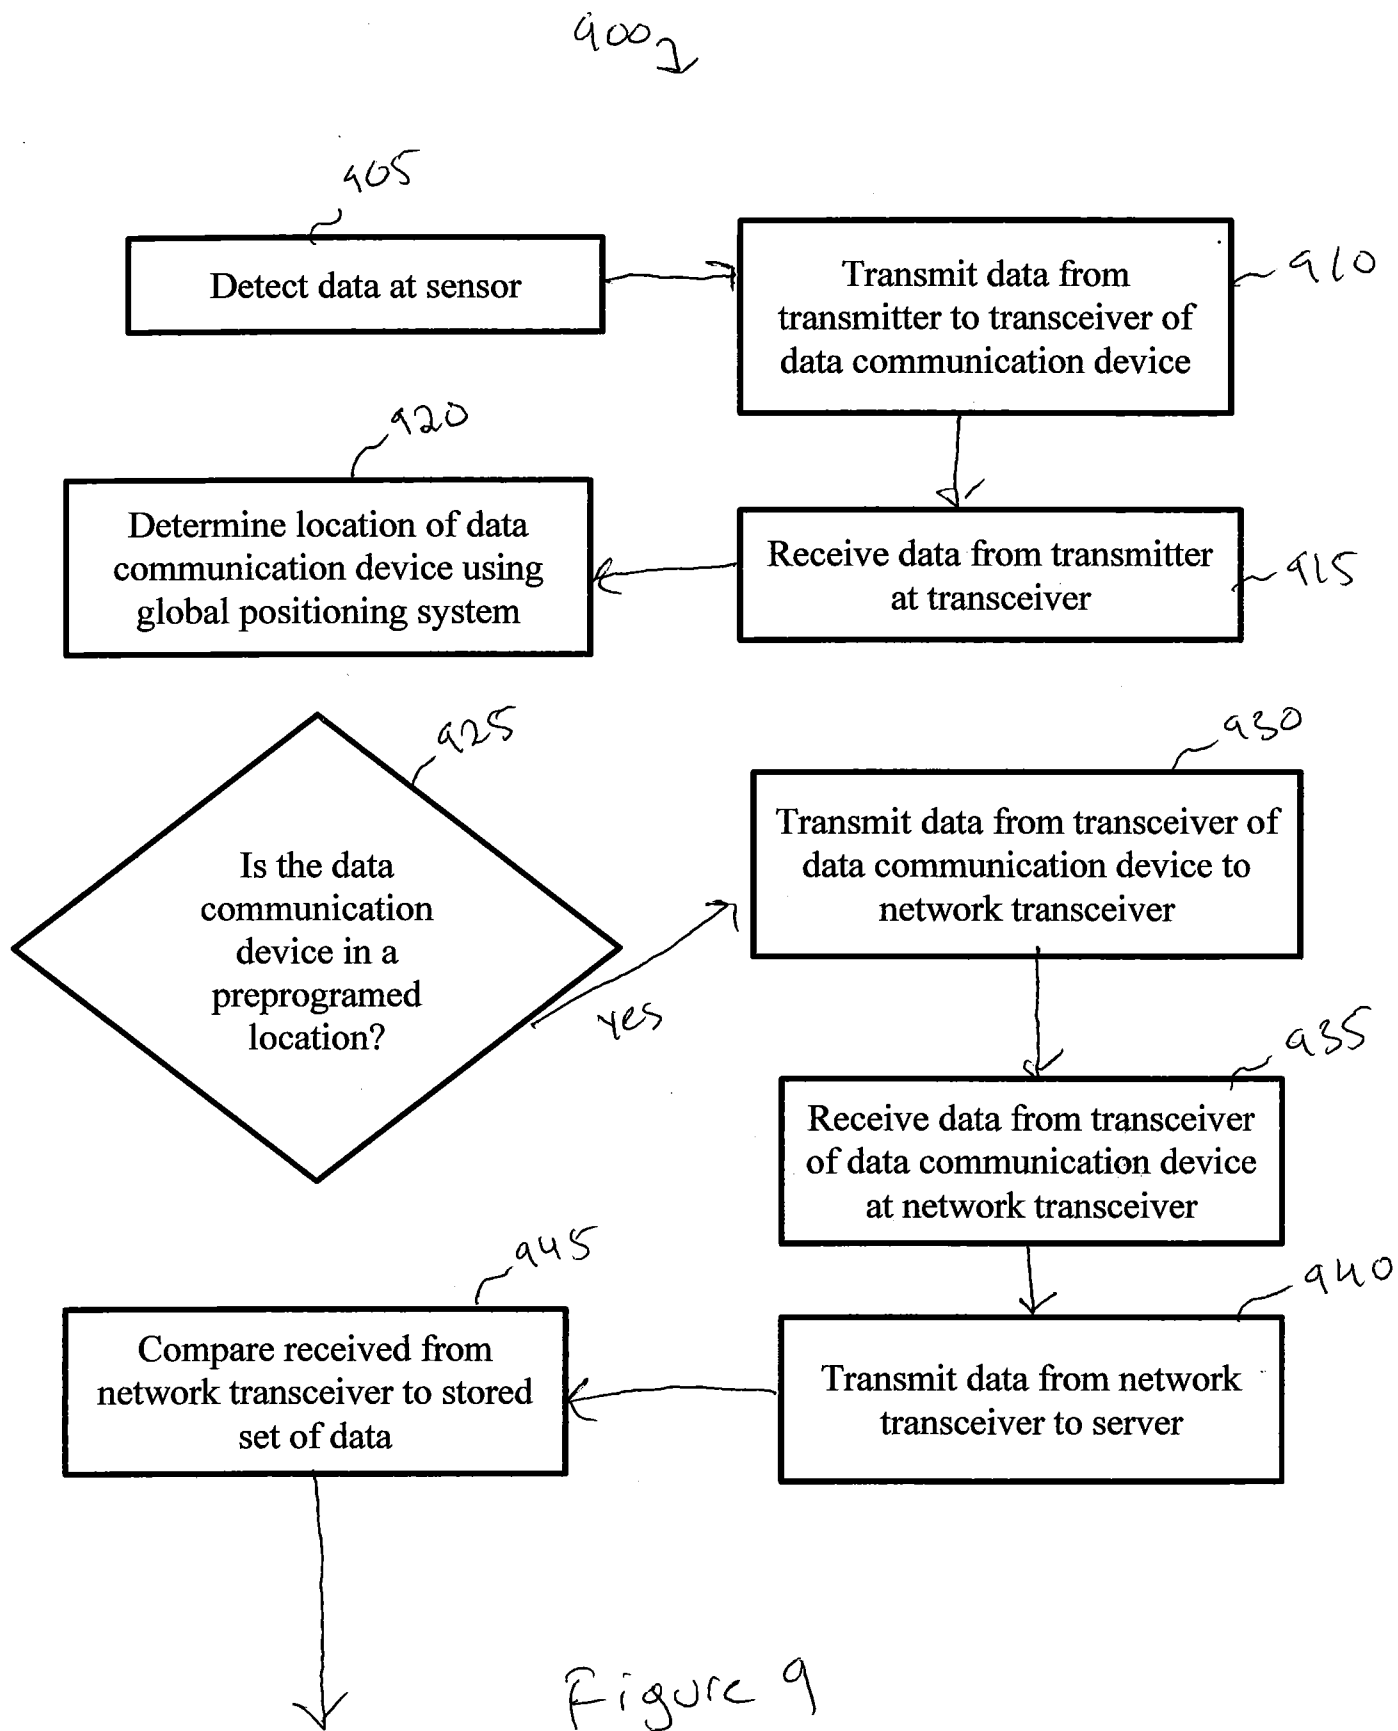 900
905
Detect data at sensor
Transmit data from
transmitter to transceiver of
data communication device
910
920
Determine location of data
communication device using
global positioning system
Receive data from transmitter
at transceiver
915
925
Is the data
communication
device in a
preprogramed
location?
yes
930
Transmit data from transceiver of
data communication device to
network transceiver
935
Receive data from transceiver
of data communication device
at network transceiver
945
Compare received from
network transceiver to stored
set of data
940
Transmit data from network
transceiver to server
Figure 9